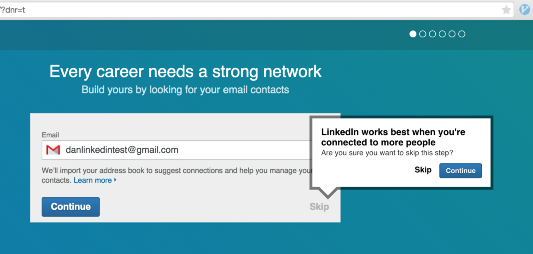 /?dnr=t
Every career needs a strong network
Build yours by looking for your email contacts
Email
danlinkedintest@gmail.com
We'll import your address book to suggest connections and help you manage your
contacts. Learn more
Continue
Skip
LinkedIn works best when you're
connected to more people
Are you sure you want to skip this step?
Skip
Continue